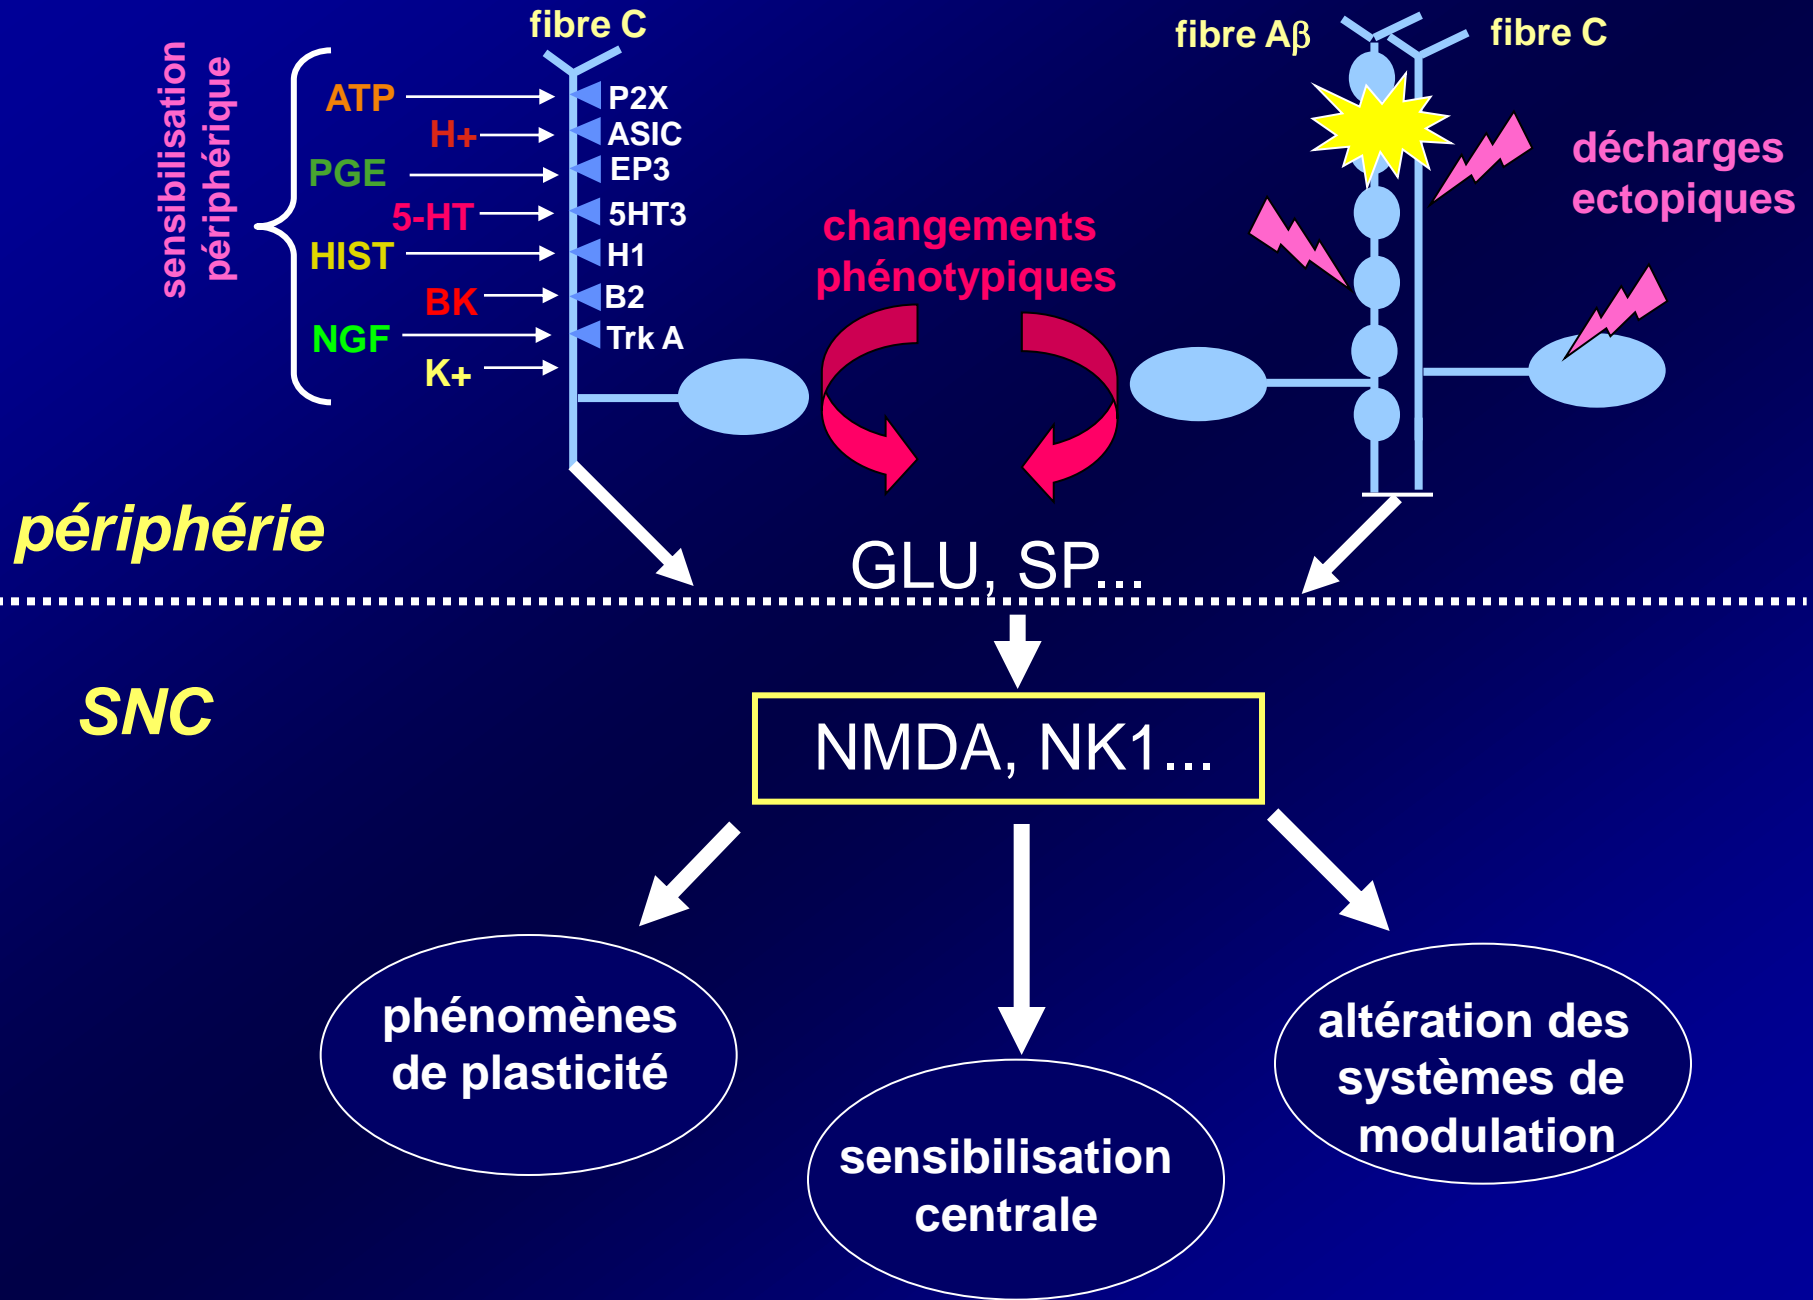 fibre C
fibre Aβ
fibre C
sensibilisation
périphérique
ATP
P2X
H+
ASIC
PGE
EP3
5-HT
5HT3
HIST
H1
BK
B2
NGF
Trk A
K+
changements
phénotypiques
décharges
ectopiques
périphérie
GLU, SP...
SNC
NMDA, NK1...
phénomènes
de plasticité
sensibilisation
centrale
altération des
systèmes de
modulation